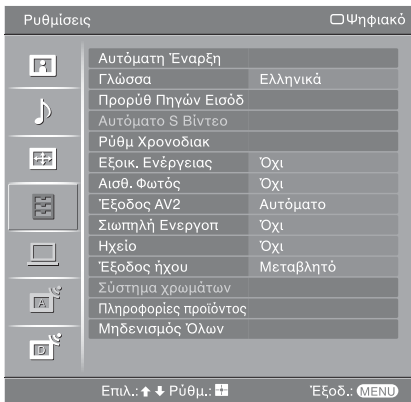 Ρυθμίσεις Ψηφιακό
Αυτόματη Έναρξη
Γλώσσα Ελληνικά
Προρύθ Πηγών Εισόδ
Αυτόματο S Βίντεο
Ρύθμ Χρονοδιακ
Εξοικ. Ενέργειας Όχι
Αισθ. Φωτός Όχι
Έξοδος AV2 Αυτόματο
Σιωπηλή Ενεργοπ Όχι
Ηχείο Όχι
Έξοδος ήχου Μεταβλητό
Σύστημα χρωμάτων
Πληροφορίες προϊόντος
Μηδενισμός Όλων
A
D
Επιλ.: Ρύθμ.: Έξοδ.: MENU